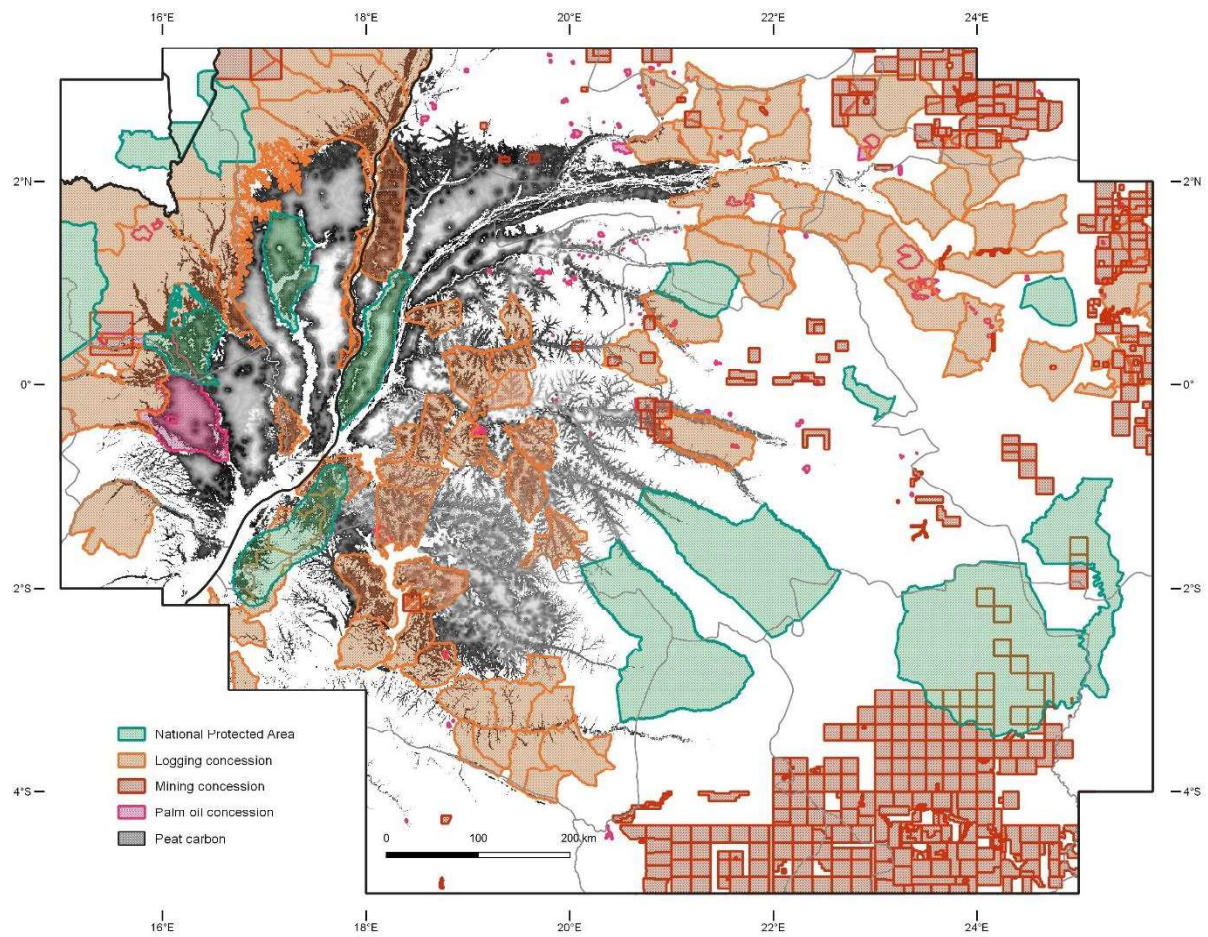 16°E 18°E 20°E 22°E 24°E
2°N 2°N
0° 0°
2°S 2°S
National Protected Area
Logging concession
Mining concession
Palm oil concession
Peat carbon
4°S 4°S
0 100 200 km
16°E 18°E 20°E 22°E 24°E